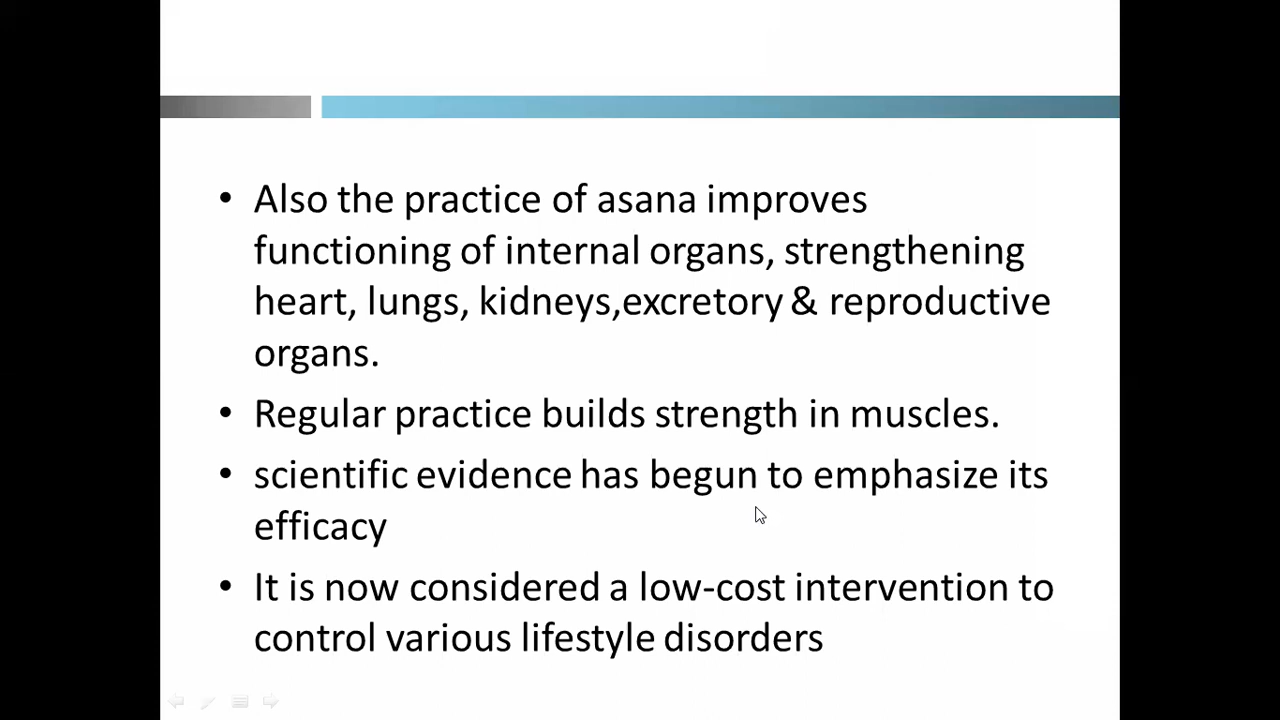 • Also the practice of asana improves
functioning of internal organs, strengthening
heart, lungs, kidneys,excretory & reproductive
organs.
• Regular practice builds strength in muscles.
• scientific evidence has begun to emphasize its
efficacy
• It is now considered a low-cost intervention to
control various lifestyle disorders